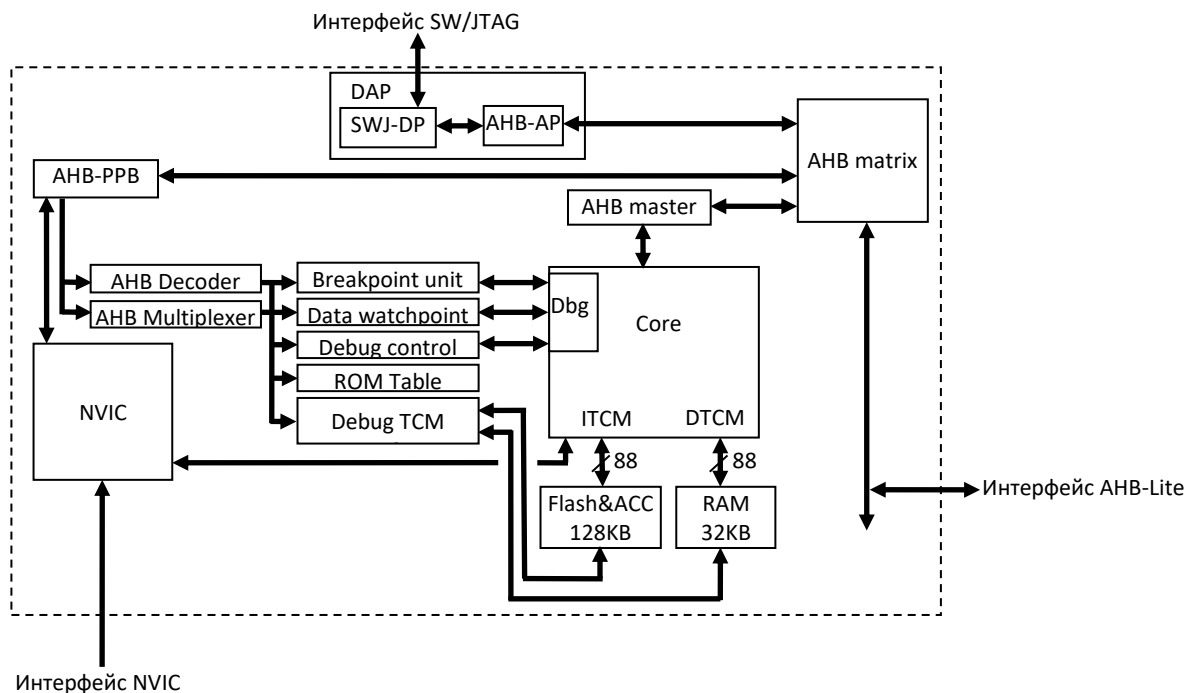 Интерфейс SW/JTAG
DAP
SWJ-DP
AHB-AP
AHB matrix
AHB-PPB
AHB master
AHB Decoder
Breakpoint unit
Dbg
Core
AHB Multiplexer
Data watchpoint
Debug control
ROM Table
NVIC
Debug TCM
ITCM
DTCM
88
88
Flash&ACC
128KB
RAM
32KB
Интерфейс AHB-Lite
Интерфейс NVIC